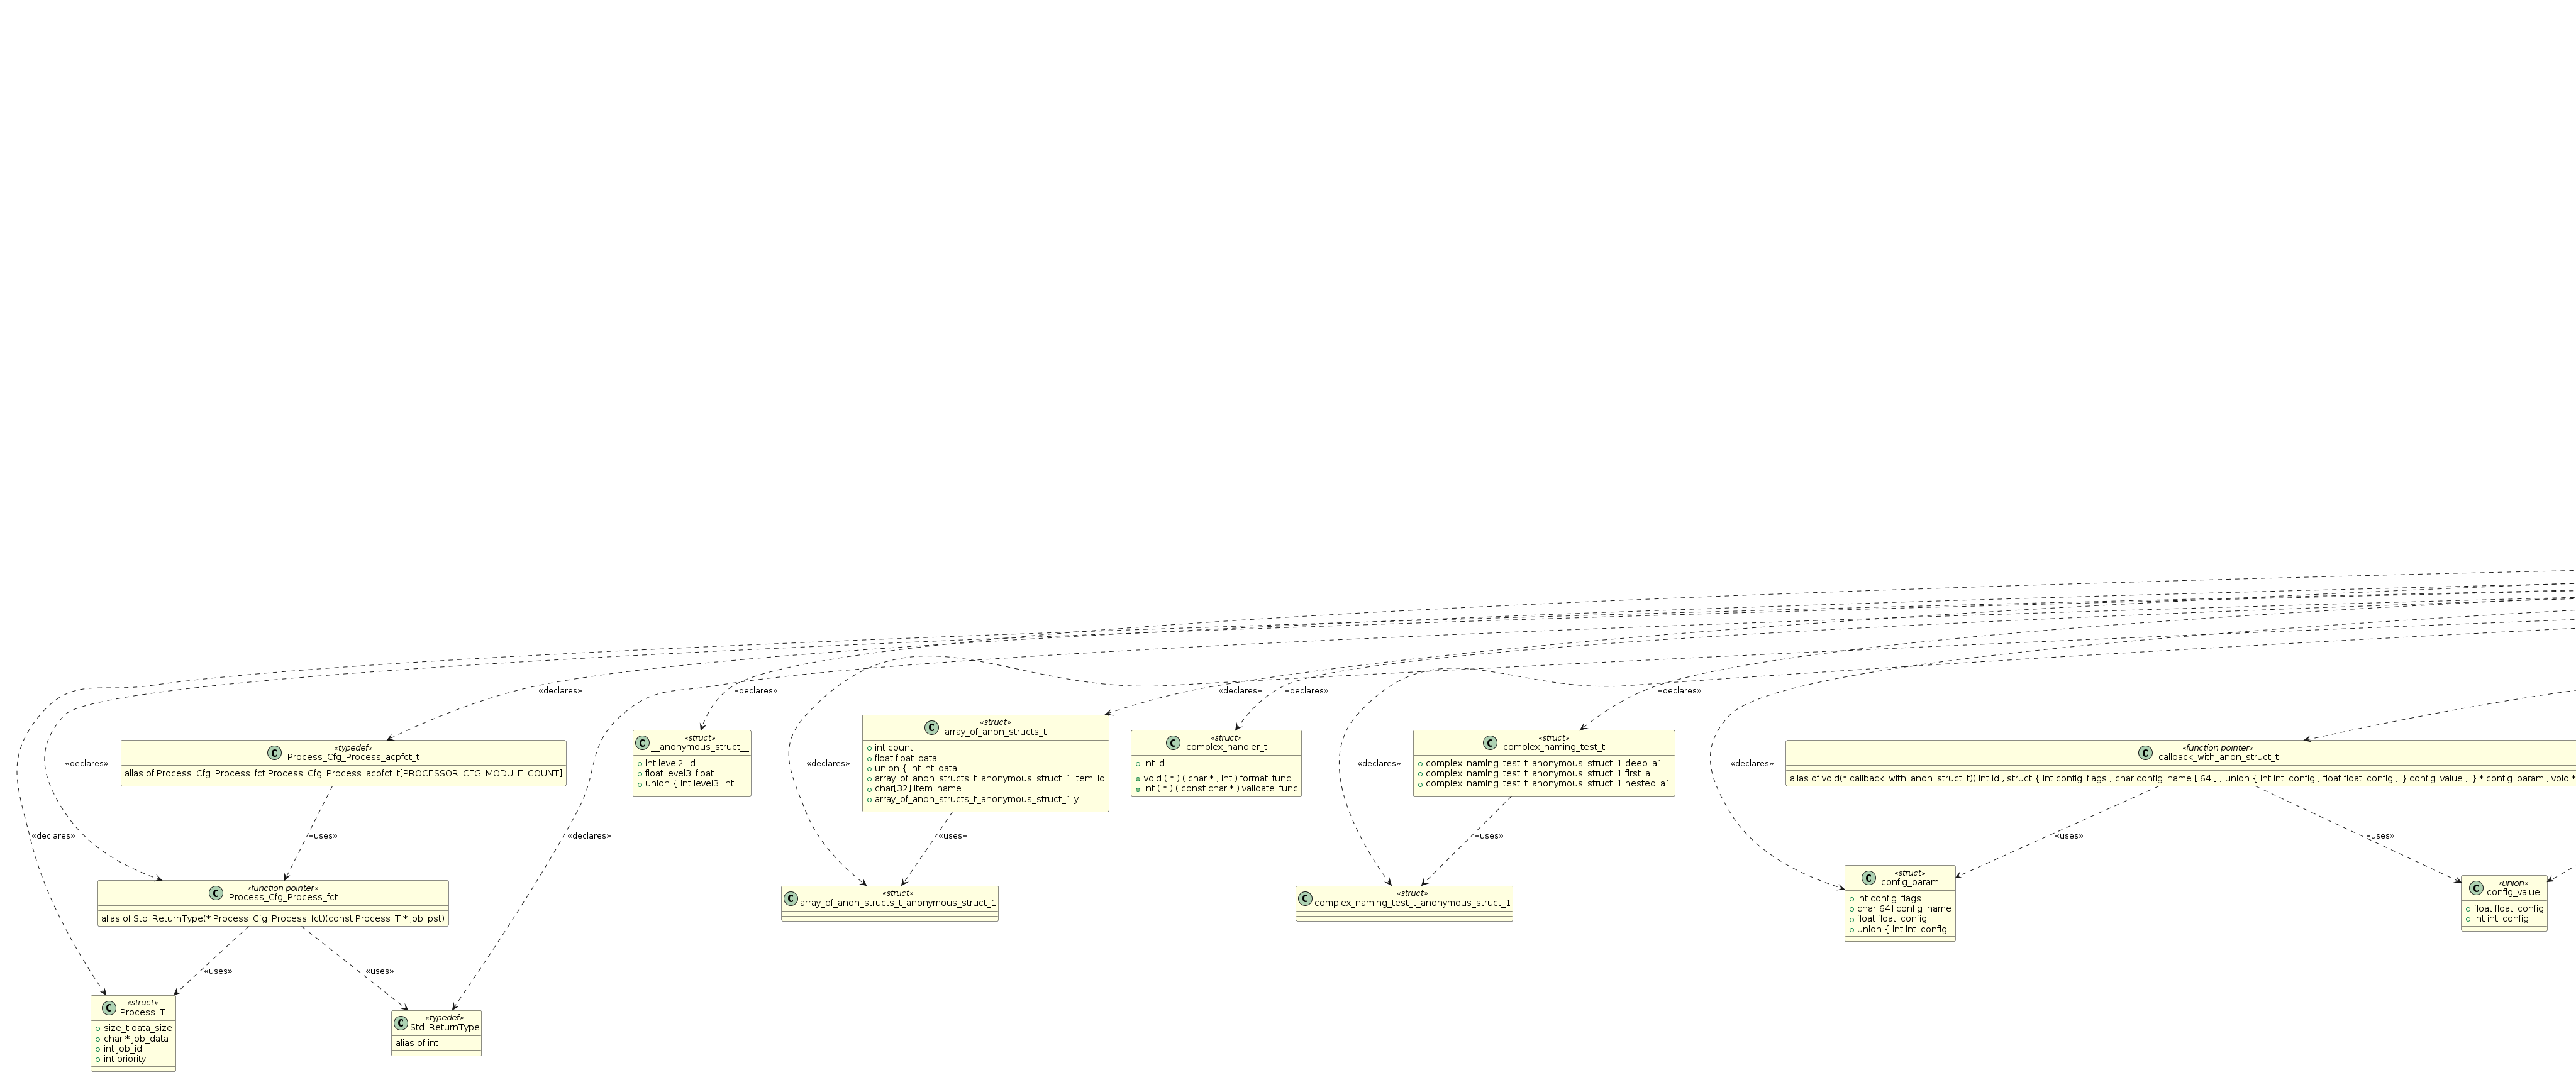 «declares»
«declares»
«declares»
«declares»
«declares»
«struct»
array_of_anon_structs_t
int count
float float_data
union { int int_data
array_of_anon_structs_t_anonymous_struct_1 item_id
char[32] item_name
array_of_anon_structs_t_anonymous_struct_1 y
«struct»
__anonymous_struct__
int level2_id
float level3_float
union { int level3_int
«struct»
complex_handler_t
int id
void ( * ) ( char * , int ) format_func
int ( * ) ( const char * ) validate_func
«struct»
complex_naming_test_t
complex_naming_test_t_anonymous_struct_1 deep_a1
complex_naming_test_t_anonymous_struct_1 first_a
complex_naming_test_t_anonymous_struct_1 nested_a1
«typedef»
Process_Cfg_Process_acpfct_t
alias of Process_Cfg_Process_fct Process_Cfg_Process_acpfct_t[PROCESSOR_CFG_MODULE_COUNT]
«function pointer»
callback_with_anon_struct_t
alias of void(* callback_with_anon_struct_t)( int id , struct { int config_flags ; char config_name [ 64 ] ; union { int int_config ; float float_config ; } config_value ; } * config_param , void *
«declares»
«declares»
«declares»
«declares»
«declares»
«uses»
«declares»
«uses»
«uses»
«uses»
«uses»
«function pointer»
Process_Cfg_Process_fct
alias of Std_ReturnType(* Process_Cfg_Process_fct)(const Process_T * job_pst)
«struct»
array_of_anon_structs_t_anonymous_struct_1
«struct»
complex_naming_test_t_anonymous_struct_1
«struct»
config_param
int config_flags
char[64] config_name
float float_config
union { int int_config
«union»
config_value
float float_config
int int_config
«uses»
«uses»
«struct»
Process_T
size_t data_size
char * job_data
int job_id
int priority
«typedef»
Std_ReturnType
alias of int